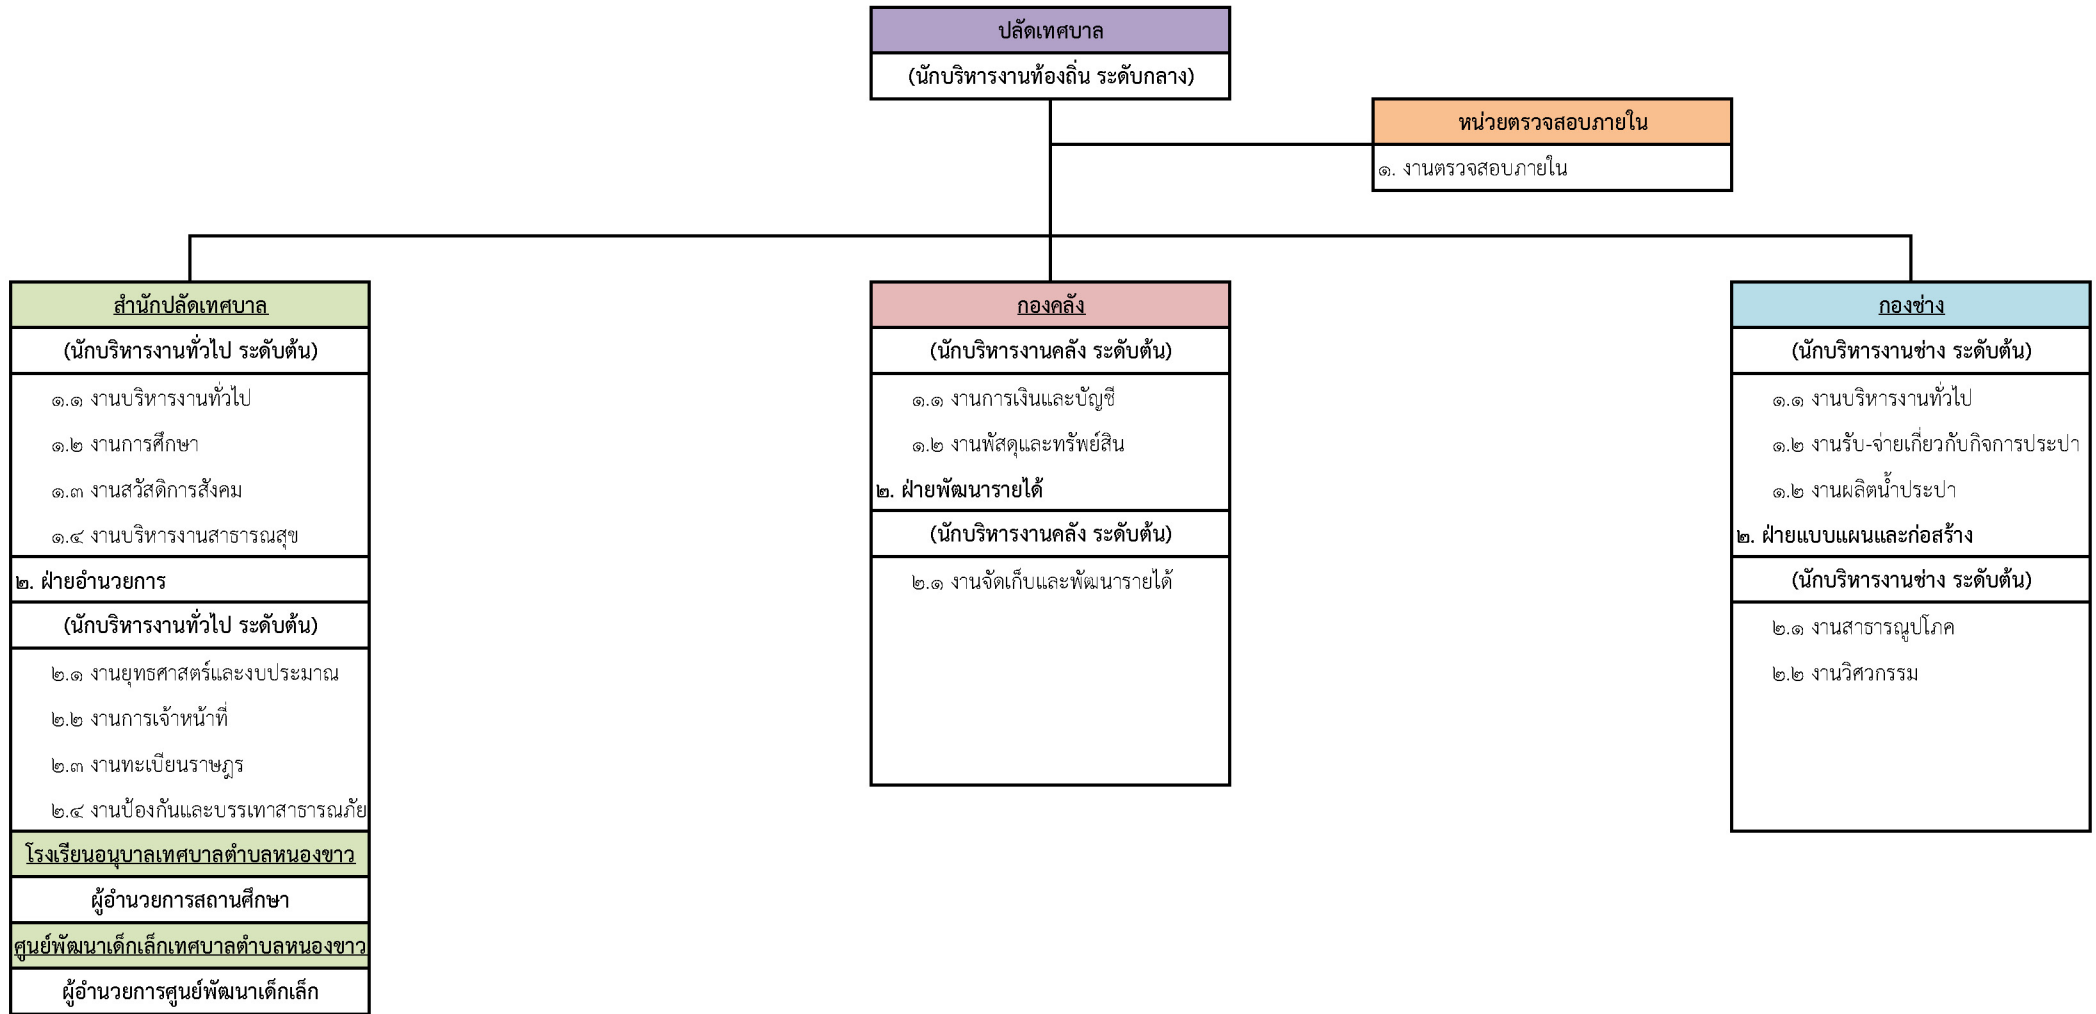 ปลัดเทศบาล
(นักบริหารงานท้องถิ่น ระดับกลาง)
หน่วยตรวจสอบภายใน
๑. งานตรวจสอบภายใน
สำนักปลัดเทศบาล
(นักบริหารงานทั่วไป ระดับต้น)
๑.๑ งานบริหารงานทั่วไป
๑.๒ งานการศึกษา
๑.๓ งานสวัสดิการสังคม
๑.๔ งานบริหารงานสาธารณสุข
๒. ฝ่ายอำนวยการ
(นักบริหารงานทั่วไป ระดับต้น)
๒.๑ งานยุทธศาสตร์และงบประมาณ
๒.๒ งานการเจ้าหน้าที่
๒.๓ งานทะเบียนราษฎร
๒.๔ งานป้องกันและบรรเทาสาธารณภัย
โรงเรียนอนุบาลเทศบาลตำบลหนองขาว
ผู้อำนวยการสถานศึกษา
ศูนย์พัฒนาเด็กเล็กเทศบาลตำบลหนองขาว
ผู้อำนวยการศูนย์พัฒนาเด็กเล็ก
กองคลัง
(นักบริหารงานคลัง ระดับต้น)
๑.๑ งานการเงินและบัญชี
๑.๒ งานพัสดุและทรัพย์สิน
๒. ฝ่ายพัฒนารายได้
(นักบริหารงานคลัง ระดับต้น)
๒.๑ งานจัดเก็บและพัฒนารายได้
กองช่าง
(นักบริหารงานช่าง ระดับต้น)
๑.๑ งานบริหารงานทั่วไป
๑.๒ งานรับ-จ่ายเกี่ยวกับกิจการประปา
๑.๒ งานผลิตน้ำประปา
๒. ฝ่ายแบบแผนและก่อสร้าง
(นักบริหารงานช่าง ระดับต้น)
๒.๑ งานสาธารณูปโภค
๒.๒ งานวิศวกรรม